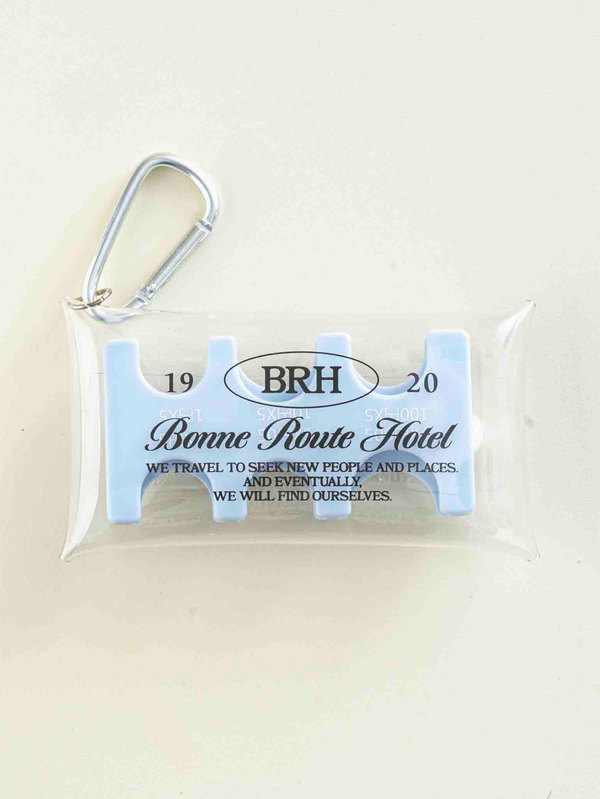 19 BRH 20
Bonne Route Hotel
WE TRAVEL TO SEEK NEW PEOPLE AND PLACES.
AND EVENTUALLY,
WE WILL FIND OURSELVES.